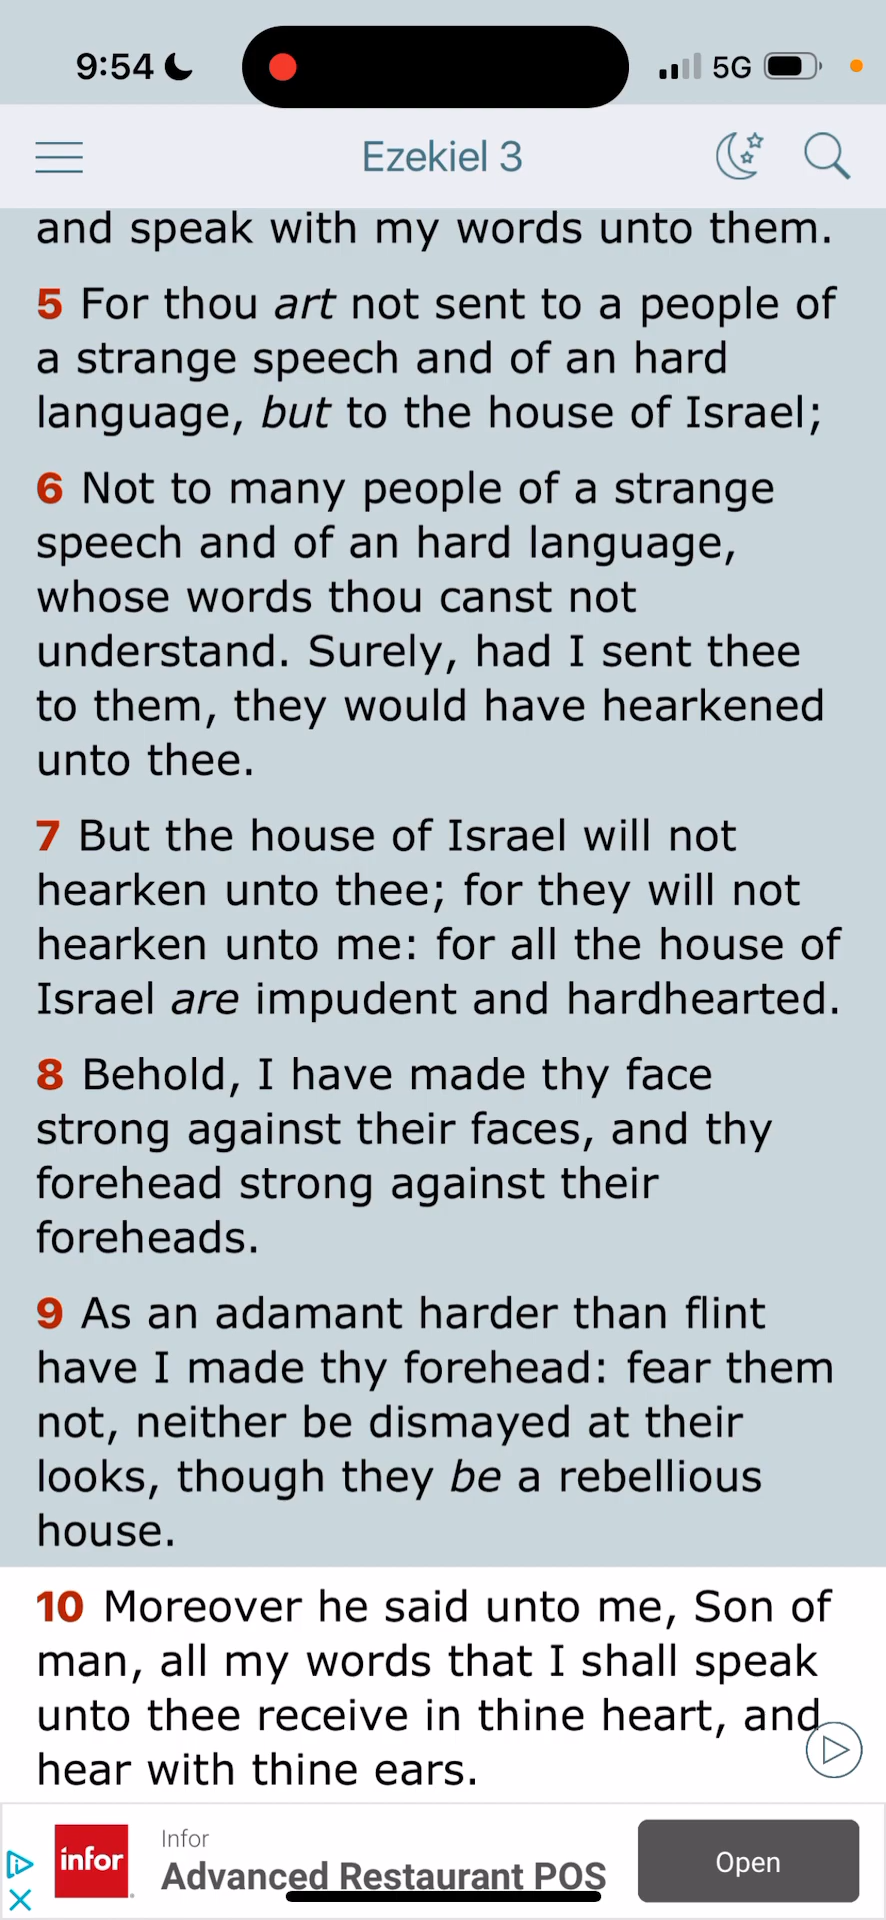 9:54
5G
Ezekiel 3
and speak with my words unto them.
5 For thou art not sent to a people of
a strange speech and of an hard
language, but to the house of Israel;
6 Not to many people of a strange
speech and of an hard language,
whose words thou canst not
understand. Surely, had I sent thee
to them, they would have hearkened
unto thee.
7 But the house of Israel will not
hearken unto thee; for they will not
hearken unto me: for all the house of
Israel are impudent and hardhearted.
8 Behold, I have made thy face
strong against their faces, and thy
forehead strong against their
foreheads.
9 As an adamant harder than flint
have I made thy forehead: fear them
not, neither be dismayed at their
looks, though they be a rebellious
house.
10 Moreover he said unto me, Son of
man, all my words that I shall speak
unto thee receive in thine heart, and
hear with thine ears.
infor
Infor
Advanced Restaurant POS
Open